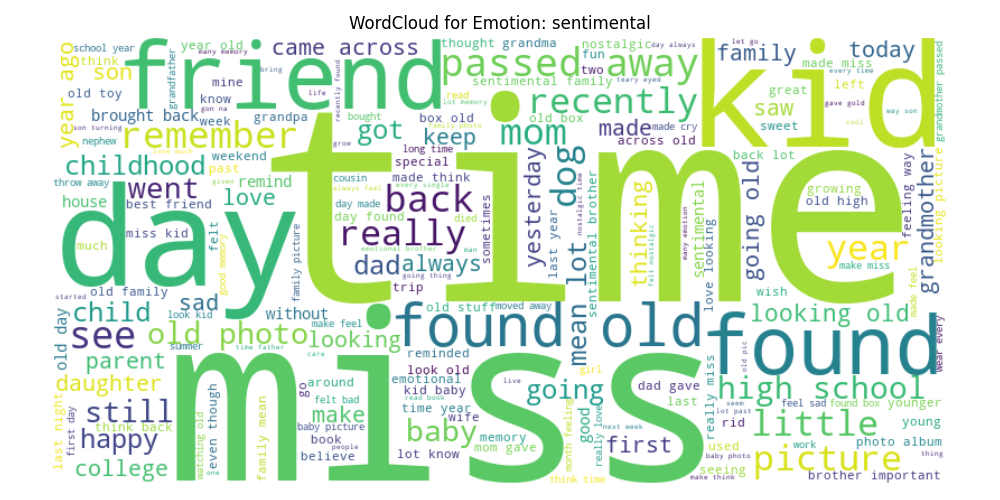 WordCloud for Emotion: sentimental
school year
year ago
think
son
old toy
brought back
remember
childhood
throw away
house
much
friend
year old
grandfather
many memory
mine
know
week
gon na
bring
grandpa
life
recently found
came across
thought grandma
passed away
nostalgic
day always
fun
two
teary eyed
sentimental family
read
lot memory
bought
box old
family photo
got
keep
mom
recently
old box
made
made cry
across old
let go
family
made miss
today
every time
great
left
saw
sweet
gave gold
way son
cool
kid
grandmother passed
son turning
nephew
love much
weekend
past
given
remind
love
went
best friend
miss kid
felt
good memory
family picture
day
time
grow
long time
special
cousin
made think
always feel
every single
day made
day found
died
back
really
sometimes
emotional brother
man
going thing
dad
always
trip
yesterday
last year
dog
nostalgic time
sentimental brother
mean lot
thinking
felt nostalgic
many emotion
sentimental
love looking
back lot
going old
growing
old high
year
make miss
feeling way
grandmother
looking picture
made feel
wish
looking old
started
old family
child
sad
look kid
without
see
old photo
summer
make feel
time father
looking
care
old stuff
moved away
found old
found
old pic
wear every
old day
parent
daughter
still
happy
first day
last night
think back
college
watching old
one
even though
family mean
miss
go
around
felt bad
make
baby picture
book
people
believe
reminded
look old
emotional
live
kid baby
read book
time year
wife
baby
memory
mom gave
lot know
going
girl
good
month feeling
really love
next week
think time
first
dad gave
last
really miss
high school
seem
lot past
rid
used
baby photo
seeing
make think
feel sad
found box
younger
little
young
work
photo album
thing
picture
brother important